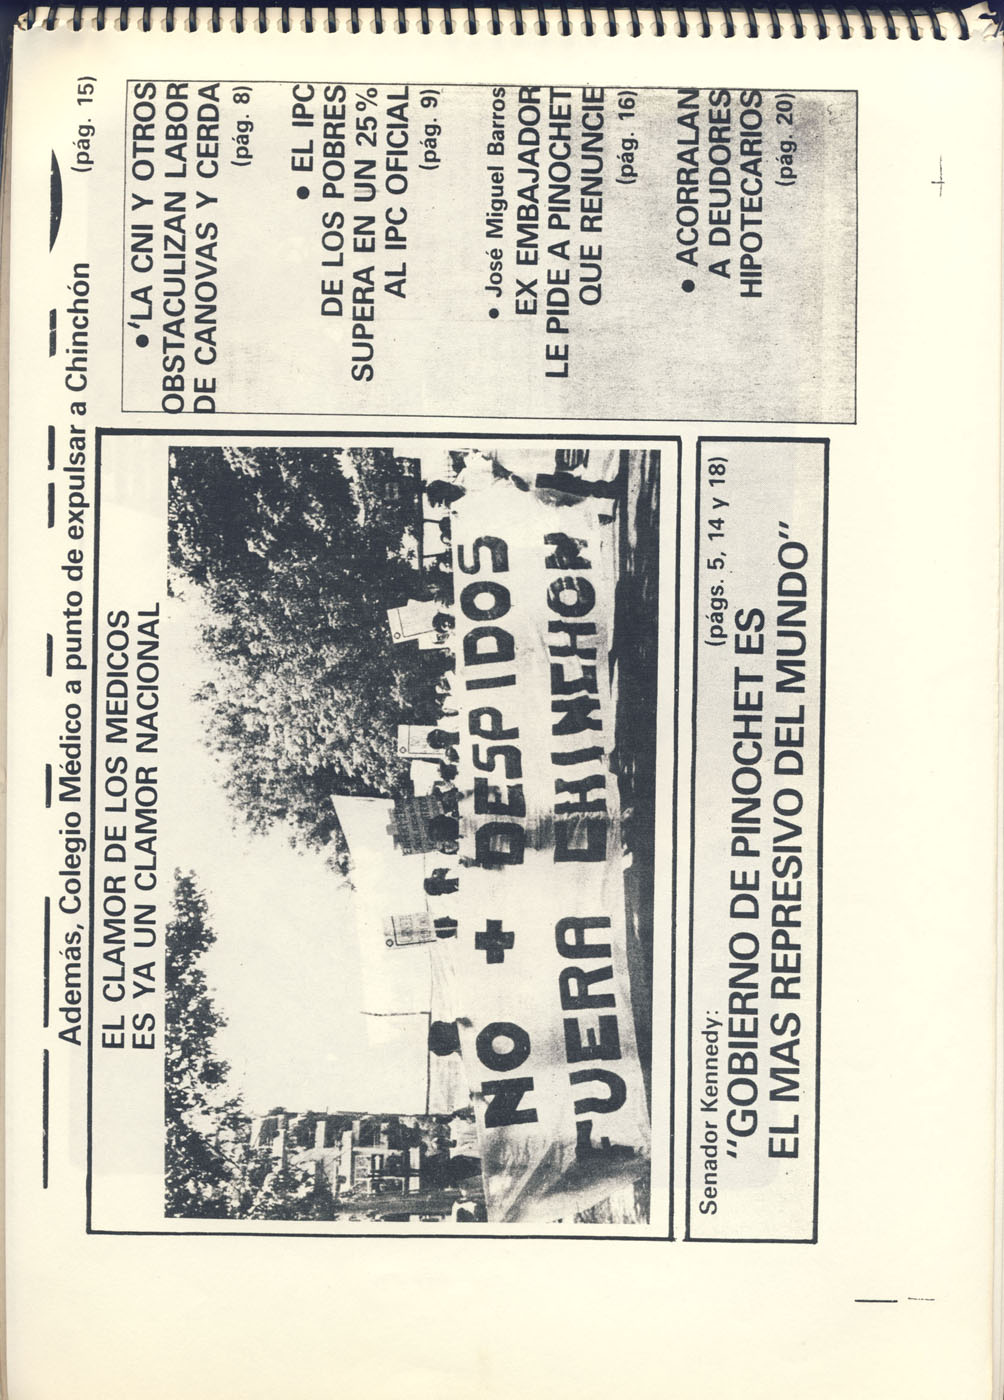 Además, Colegio Médico a punto de expulsar a Chinchón (pág. 15)
EL CLAMOR DE LOS MEDICOS
ES YA UN CLAMOR NACIONAL
NO + DESPIDOS
FUERA CHINCHON
Senador Kennedy: (págs. 5, 14 y 18)
"GOBIERNO DE PINOCHET ES
EL MAS REPRESIVO DEL MUNDO"
• 'LA CNI Y OTROS
OBSTACULIZAN LABOR
DE CANOVAS Y CERDA
(pág. 8)
• EL IPC
DE LOS POBRES
SUPERA EN UN 25%
AL IPC OFICIAL
(pág. 9)
• José Miguel Barros
EX EMBAJADOR
LE PIDE A PINOCHET
QUE RENUNCIE
(pág. 16)
• ACORRALAN
A DEUDORES
HIPOTECARIOS
(pág. 20)